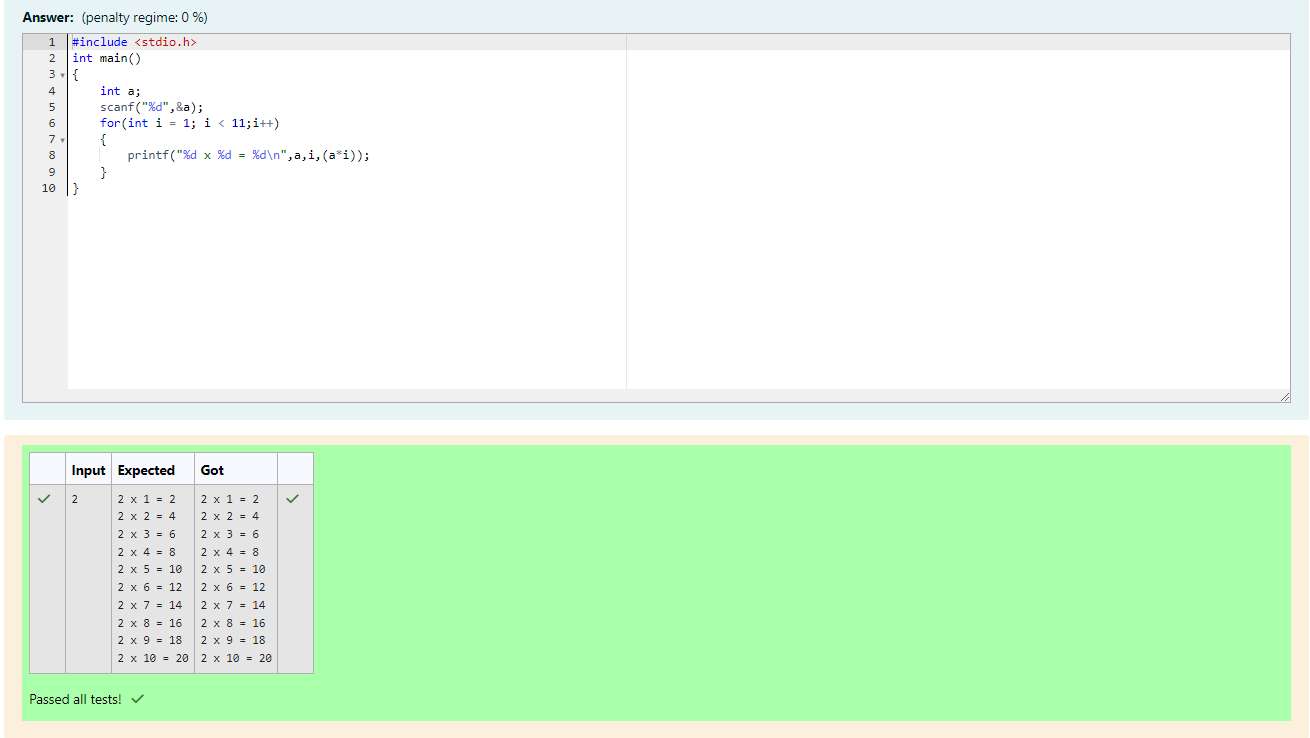 Answer: (penalty regime: 0 %)
1 #include <stdio.h>
2 int main()
3 {
4     int a;
5     scanf("%d",&a);
6     for(int i = 1; i < 11;i++)
7     {
8         printf("%d x %d = %d\n",a,i,(a*i));
9     }
10 }
Input Expected Got
2 2 x 1 = 2 2 x 1 = 2
2 x 2 = 4 2 x 2 = 4
2 x 3 = 6 2 x 3 = 6
2 x 4 = 8 2 x 4 = 8
2 x 5 = 10 2 x 5 = 10
2 x 6 = 12 2 x 6 = 12
2 x 7 = 14 2 x 7 = 14
2 x 8 = 16 2 x 8 = 16
2 x 9 = 18 2 x 9 = 18
2 x 10 = 20 2 x 10 = 20
Passed all tests!